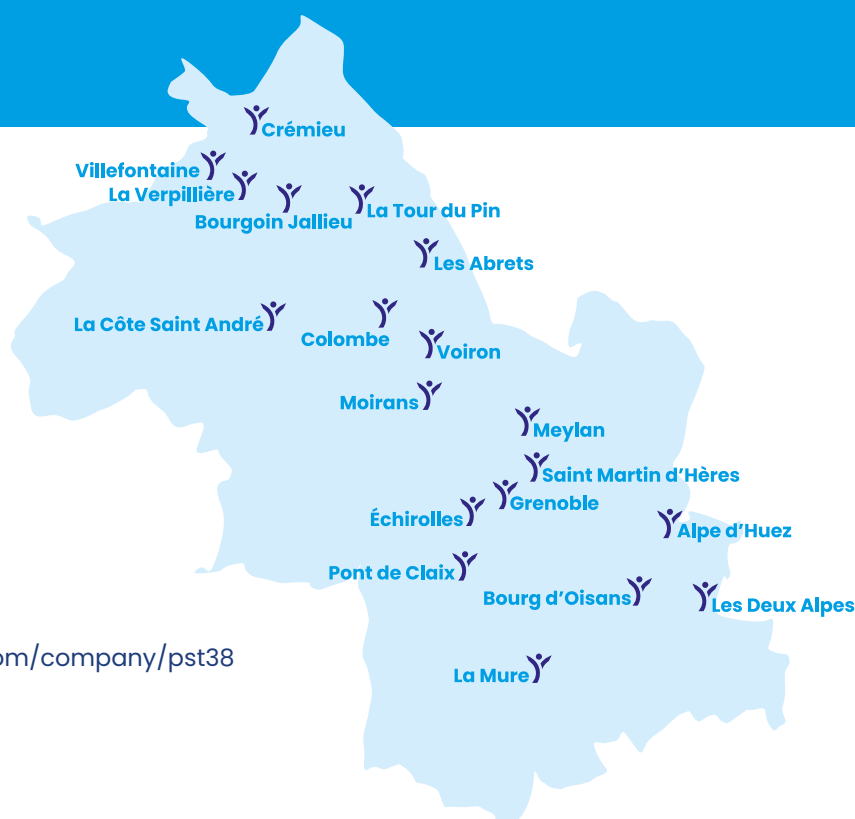 Crémieu
Villefontaine
La Verpillière
Bourgoin Jallieu
La Tour du Pin
Les Abrets
La Côte Saint André
Colombe
Voiron
Moirans
Meylan
Saint Martin d’Hères
Grenoble
Échirolles
Alpe d’Huez
Pont de Claix
Bourg d’Oisans
Les Deux Alpes
om/company/pst38
La Mure